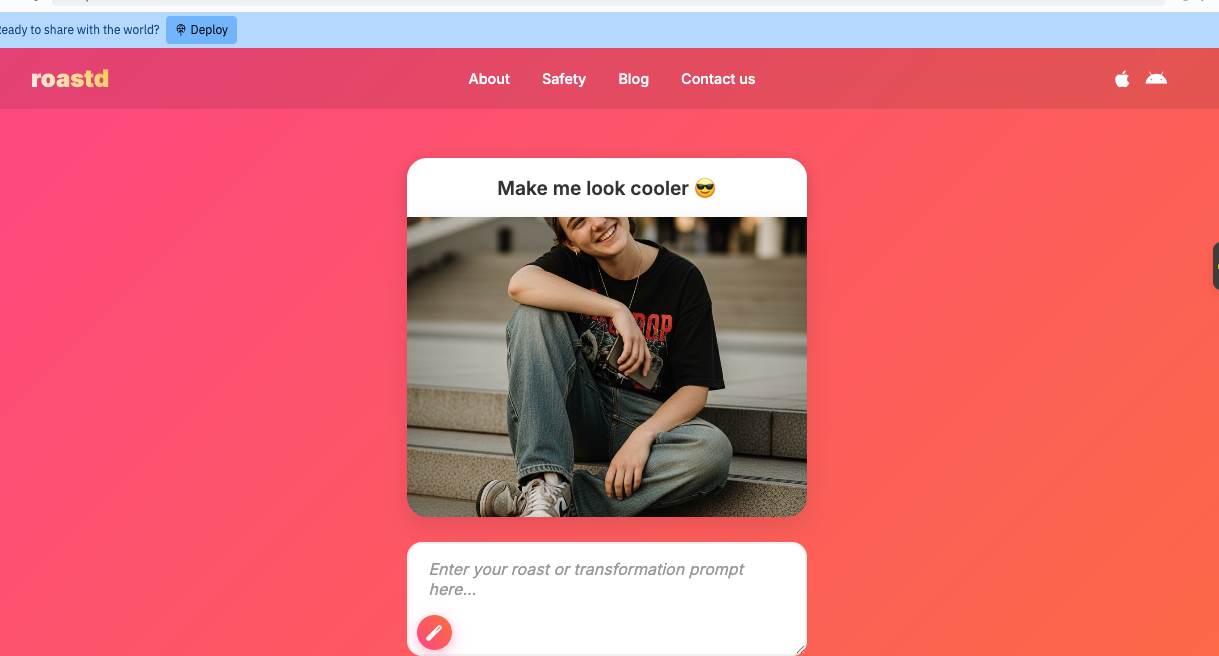 Ready to share with the world? Deploy
roastd
About Safety Blog Contact us
Make me look cooler 😎
Enter your roast or transformation prompt
here...